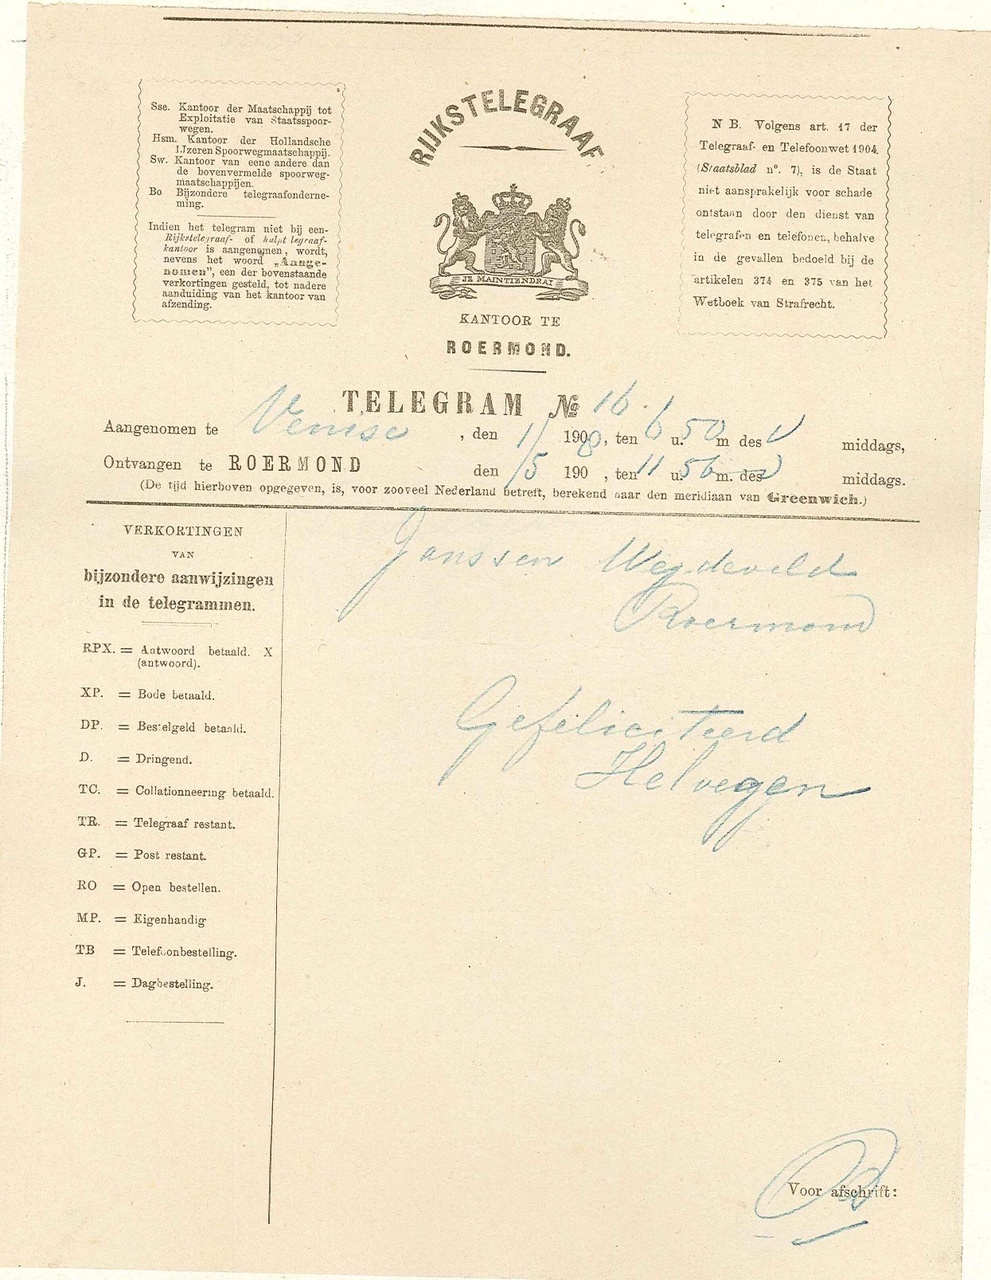 Sse. Kantoor der Maatschappij tot
Exploitatie van Staatsspoor-
wegen.
Hsm. Kantoor der Hollandsche
IJzeren Spoorwegmaatschappij.
Sw. Kantoor van eene andere dan
de bovenvermelde spoorweg-
maatschappijen.
Bo. Bijzondere telegraafonderne-
ming.
Indien het telegram niet bij een
Rijkstelegraaf- of hulptelegraaf-
kantoor is aangenomen, wordt,
nevens het woord „Aange-
nomen”, een der bovenstaande
verkortingen gesteld, tot nadere
aanduiding van het kantoor van
afzending.
RIJKSTELEGRAAF
JE MAINTIENDRAI
KANTOOR TE
ROERMOND.
N B. Volgens art. 17 der
Telegraaf- en Telefoonwet 1904.
(Staatsblad n°. 7), is de Staat
niet aansprakelijk voor schade
ontstaan door den dienst van
telegrafen en telefonen, behalve
in de gevallen bedoeld bij de
artikelen 374 en 375 van het
Wetboek van Strafrecht.
TELEGRAM № 16.
Aangenomen te Venise, den 1/5 1908, ten 6 u. 50 m des v middags,
Ontvangen te ROERMOND den 1/5 190 , ten 11 u. 56 m. des v middags.
(De tijd hierboven opgegeven, is, voor zooveel Nederland betreft, berekend naar den meridiaan van Greenwich.)
VERKORTINGEN
VAN
bijzondere aanwijzingen
in de telegrammen.
RPX. = Antwoord betaald. X
(antwoord).
XP. = Bode betaald.
DP. = Bestelgeld betaald.
D. = Dringend.
TC. = Collationneering betaald.
TR. = Telegraaf restant.
GP. = Post restant.
RO = Open bestellen.
MP. = Eigenhandig
TB = Telefoonbestelling.
J. = Dagbestelling.
Janssen Wegdeveld
Roermond
Gefeliciteerd
Helvegen
Voor afschrift: